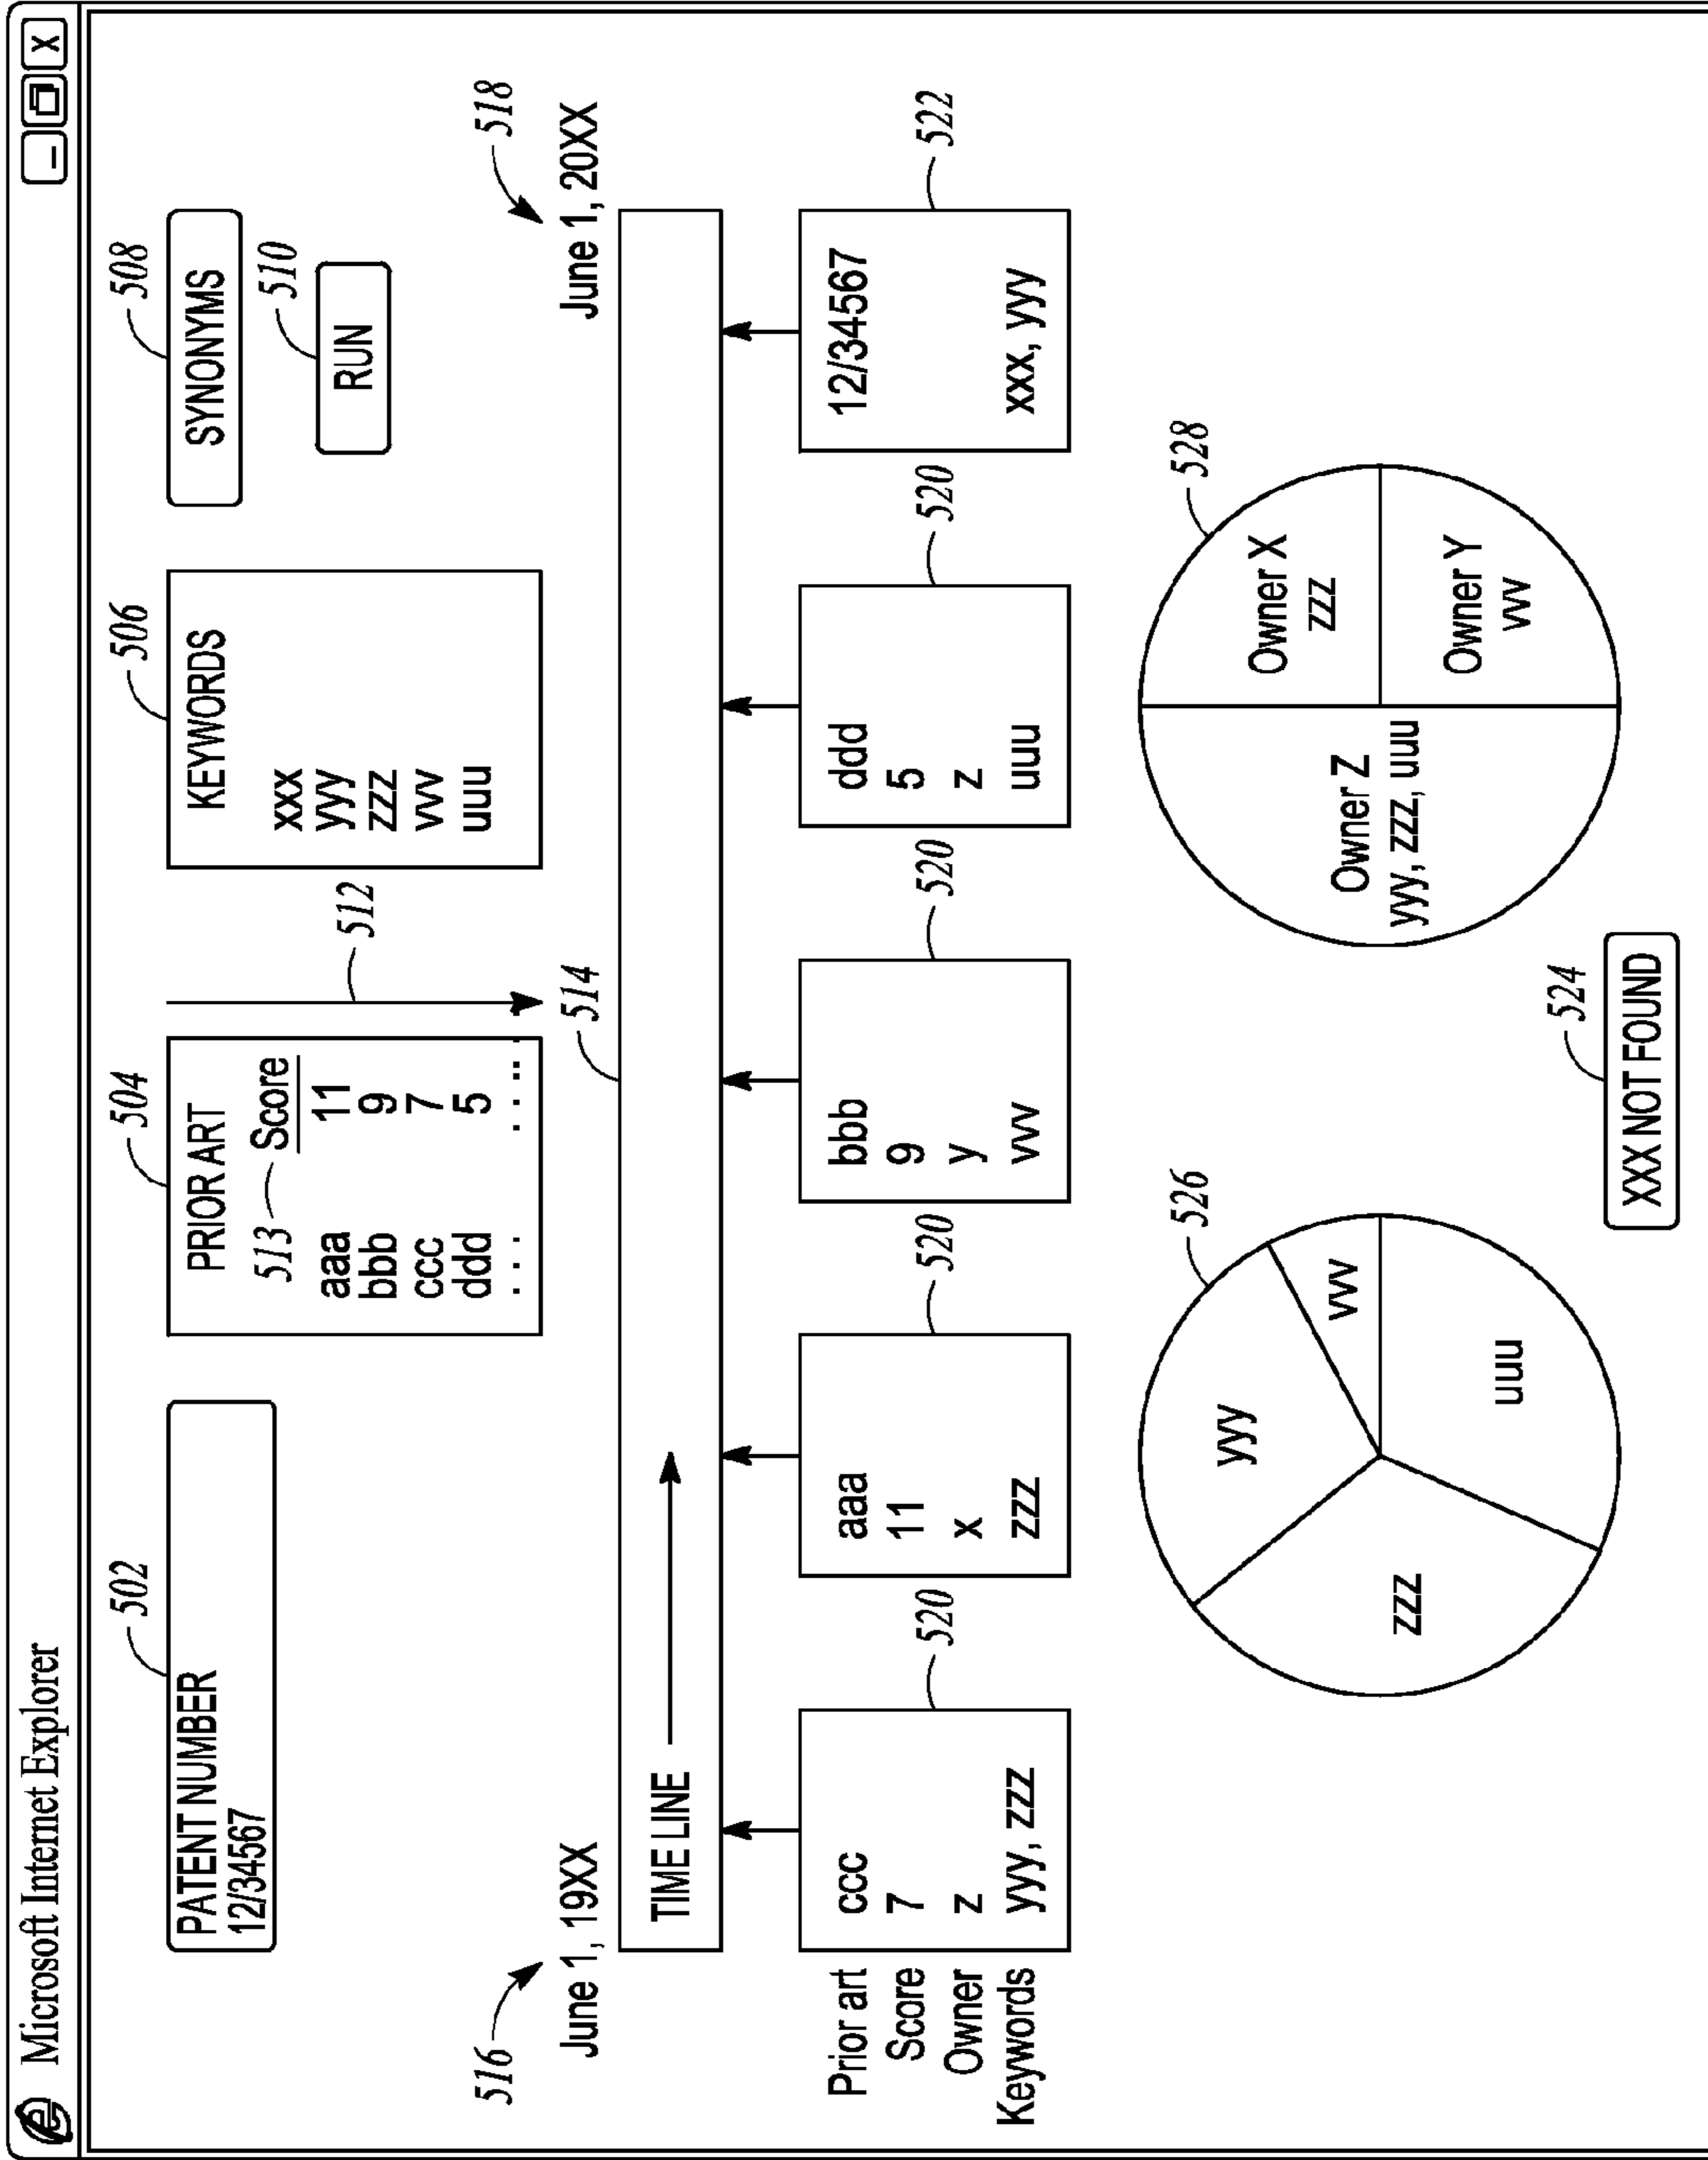 Microsoft Internet Explorer
502
504
506
508
PATENT NUMBER
12/34567
PRIOR ART
513
Score
aaa 11
bbb 9
ccc 7
ddd 5
. . . . . . .
512
KEYWORDS
xxx
yyy
zzz
vvv
uuu
SYNONYMS
510
RUN
516
June 1, 19XX
514
518
June 1, 20XX
TIME LINE
Prior art
Score
Owner
Keywords
ccc
7
z
yyy, zzz
520
aaa
11
x
zzz
520
bbb
9
y
vvv
520
ddd
5
z
uuu
520
12/34567
xxx, yyy
522
526
yyy
vvv
zzz
uuu
528
Owner Z
yyy, zzz, uuu
Owner X
zzz
Owner Y
vvv
524
XXX NOT FOUND